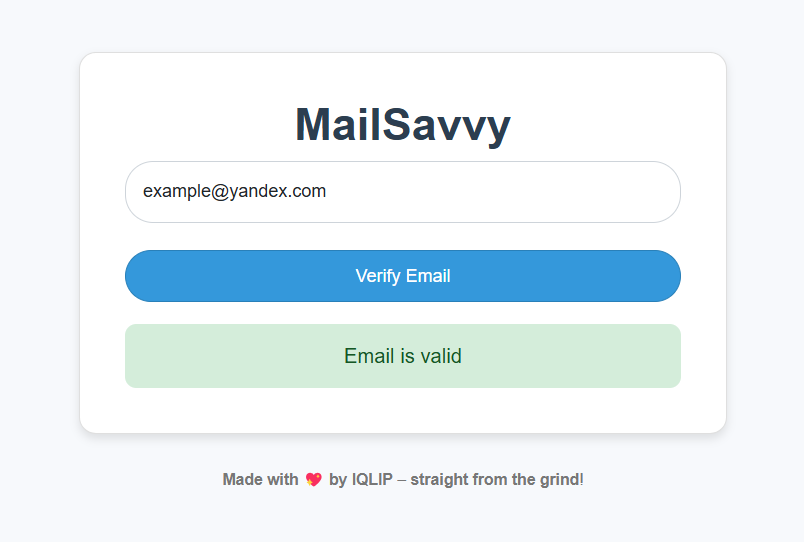 MailSavvy
example@yandex.com
Verify Email
Email is valid
Made with 💖 by IQLIP – straight from the grind!